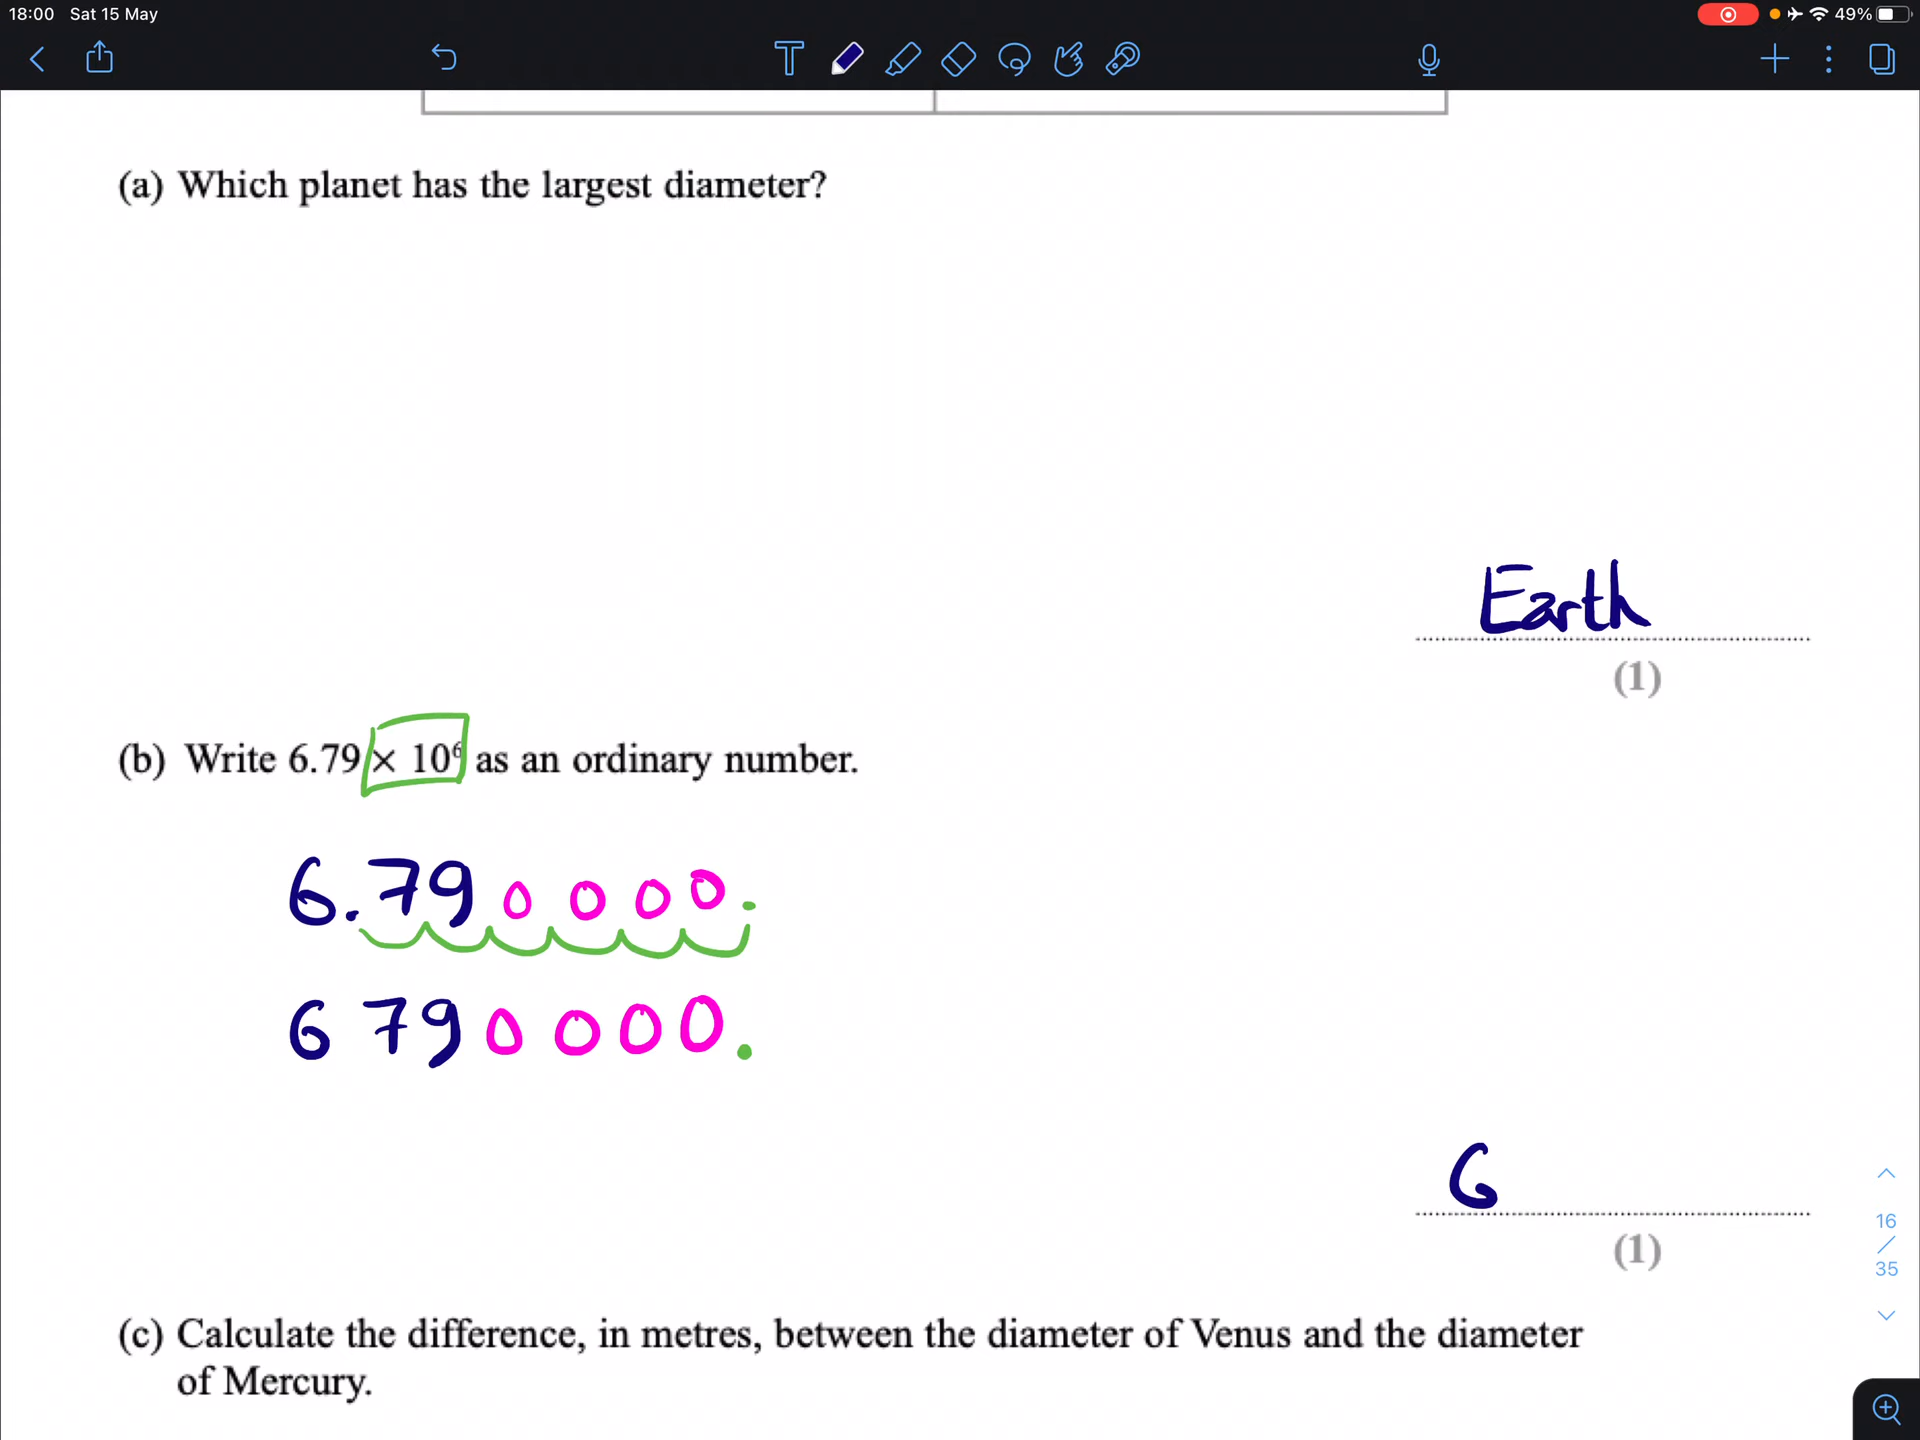 18:00 Sat 15 May
49%
(a) Which planet has the largest diameter?
Earth
(1)
(b) Write 6.79 × 10⁶ as an ordinary number.
6.790000.
6790000.
6
(1)
16
/
35
(c) Calculate the difference, in metres, between the diameter of Venus and the diameter
of Mercury.